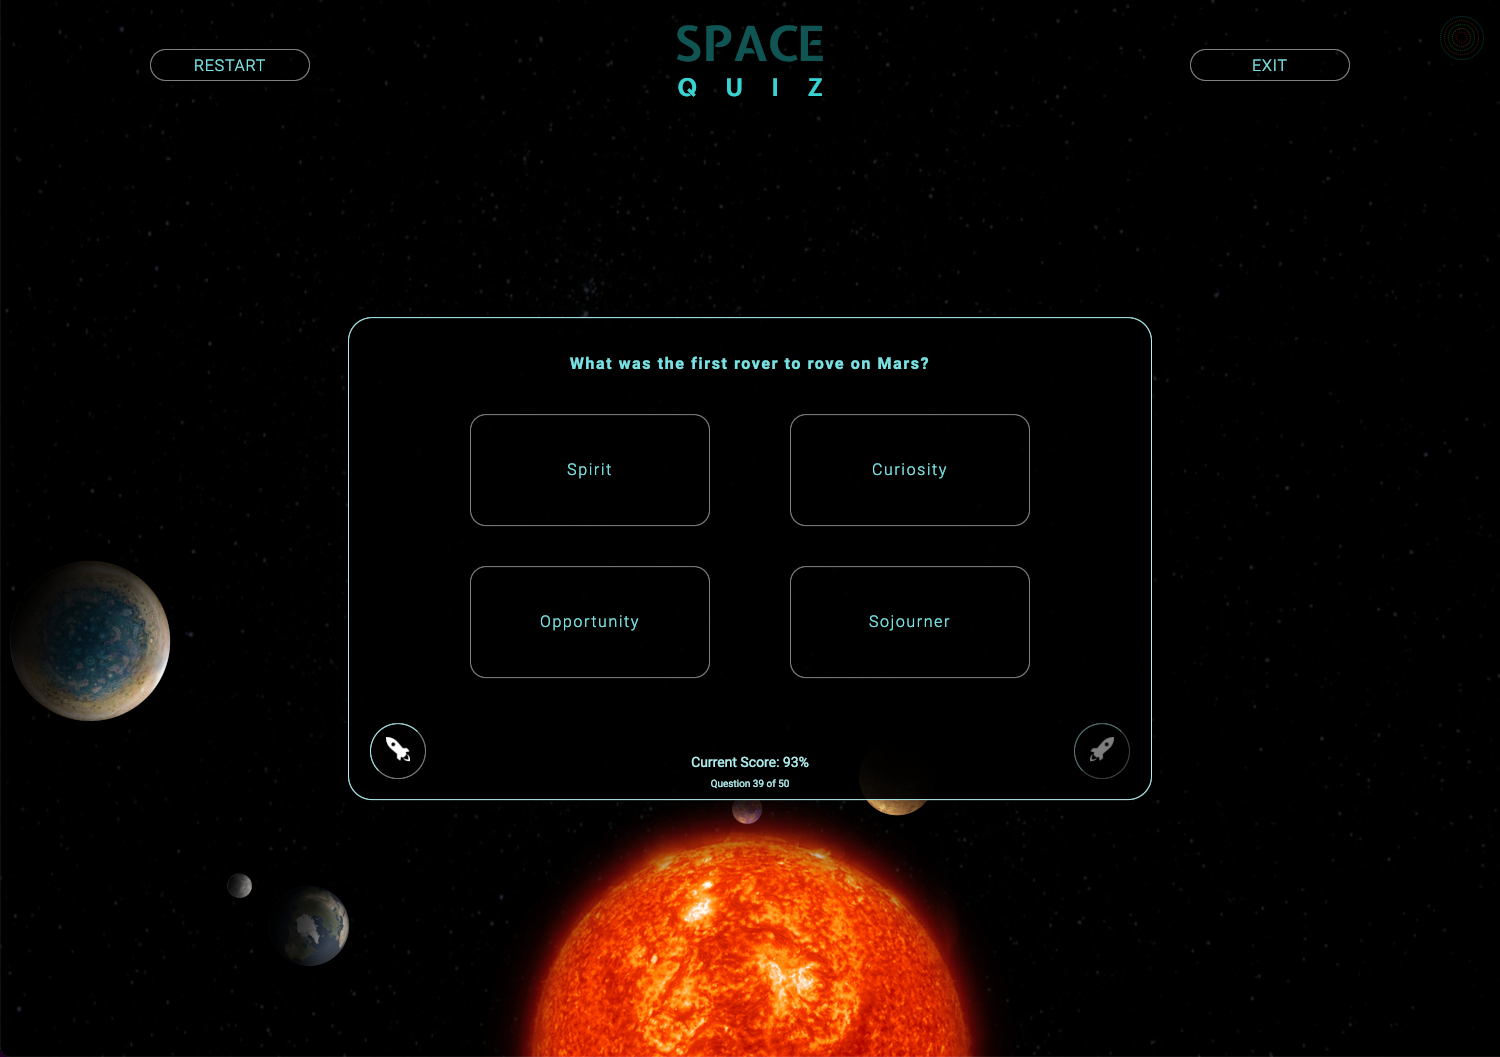 RESTART
SPACE
QUIZ
EXIT
What was the first rover to rove on Mars?
Spirit
Curiosity
Opportunity
Sojourner
Current Score: 93%
Question 39 of 50